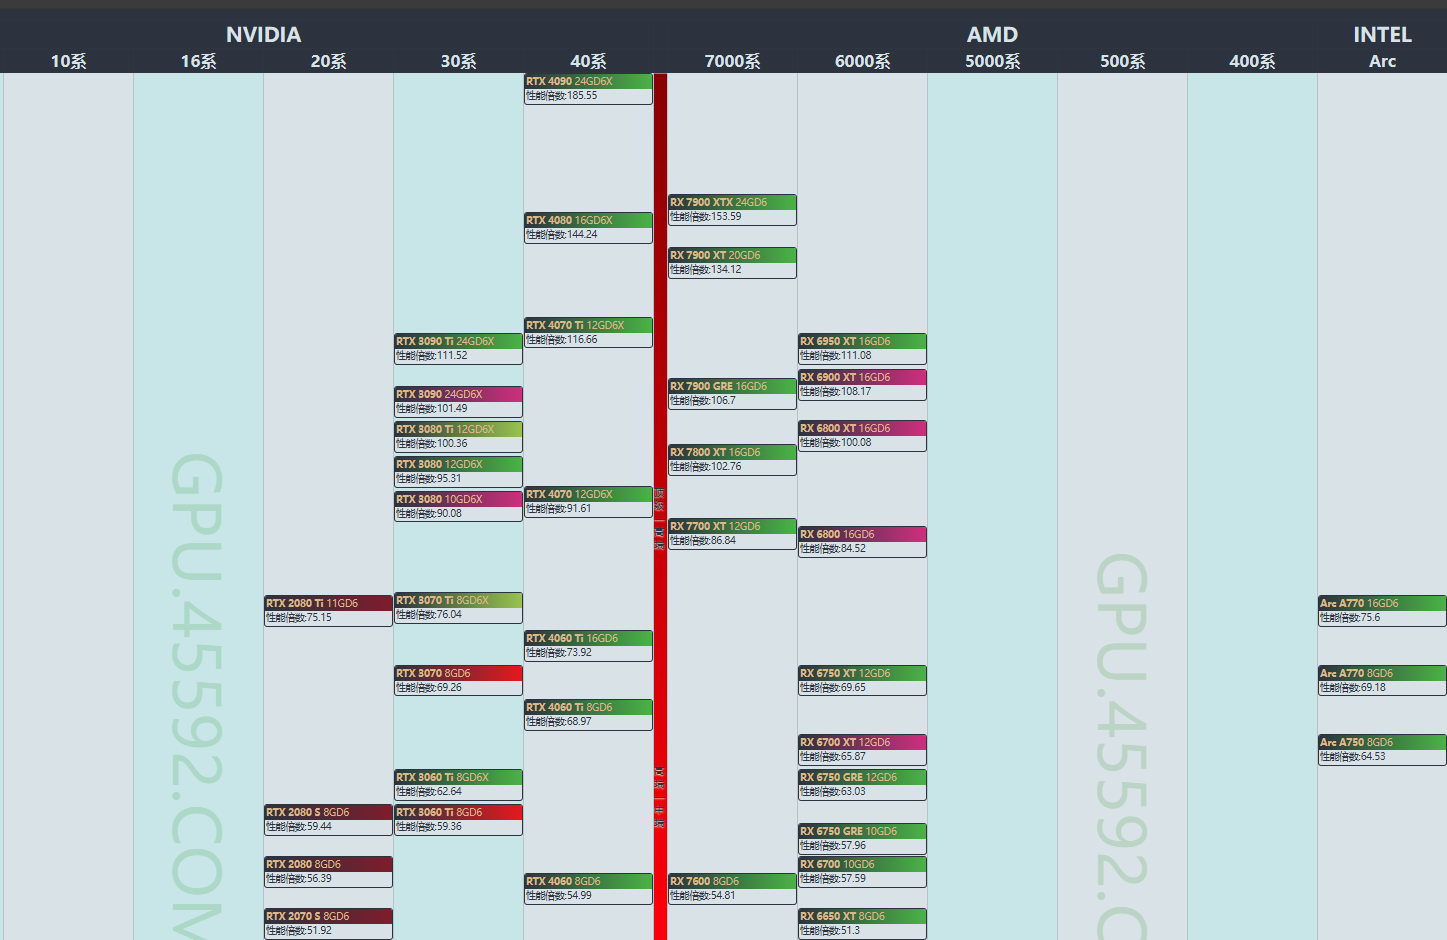 NVIDIA
AMD
INTEL
10系
16系
20系
30系
40系
7000系
6000系
5000系
500系
400系
Arc
RTX 4090 24GD6X
性能倍数:185.55
RX 7900 XTX 24GD6
性能倍数:153.59
RTX 4080 16GD6X
性能倍数:144.24
RX 7900 XT 20GD6
性能倍数:134.12
RTX 4070 Ti 12GD6X
性能倍数:116.66
RTX 3090 Ti 24GD6X
性能倍数:111.52
RX 6950 XT 16GD6
性能倍数:111.08
RX 6900 XT 16GD6
性能倍数:108.17
RX 7900 GRE 16GD6
性能倍数:106.7
RTX 3090 24GD6X
性能倍数:101.49
RTX 3080 Ti 12GD6X
性能倍数:100.36
RX 6800 XT 16GD6
性能倍数:100.08
RX 7800 XT 16GD6
性能倍数:102.76
RTX 3080 12GD6X
性能倍数:95.31
RTX 4070 12GD6X
性能倍数:91.61
RTX 3080 10GD6X
性能倍数:90.08
RX 7700 XT 12GD6
性能倍数:86.84
RX 6800 16GD6
性能倍数:84.52
RTX 3070 Ti 8GD6X
性能倍数:76.04
RTX 2080 Ti 11GD6
性能倍数:75.15
Arc A770 16GD6
性能倍数:75.6
RTX 4060 Ti 16GD6
性能倍数:73.92
RTX 3070 8GD6
性能倍数:69.26
RX 6750 XT 12GD6
性能倍数:69.65
Arc A770 8GD6
性能倍数:69.18
RTX 4060 Ti 8GD6
性能倍数:68.97
RX 6700 XT 12GD6
性能倍数:65.87
Arc A750 8GD6
性能倍数:64.53
RTX 3060 Ti 8GD6X
性能倍数:62.64
RX 6750 GRE 12GD6
性能倍数:63.03
RTX 2080 S 8GD6
性能倍数:59.44
RTX 3060 Ti 8GD6
性能倍数:59.36
RX 6750 GRE 10GD6
性能倍数:57.96
RTX 2080 8GD6
性能倍数:56.39
RX 6700 10GD6
性能倍数:57.59
RTX 4060 8GD6
性能倍数:54.99
RX 7600 8GD6
性能倍数:54.81
RTX 2070 S 8GD6
性能倍数:51.92
RX 6650 XT 8GD6
性能倍数:51.3
GPU.45592.COM
GPU.45592.C